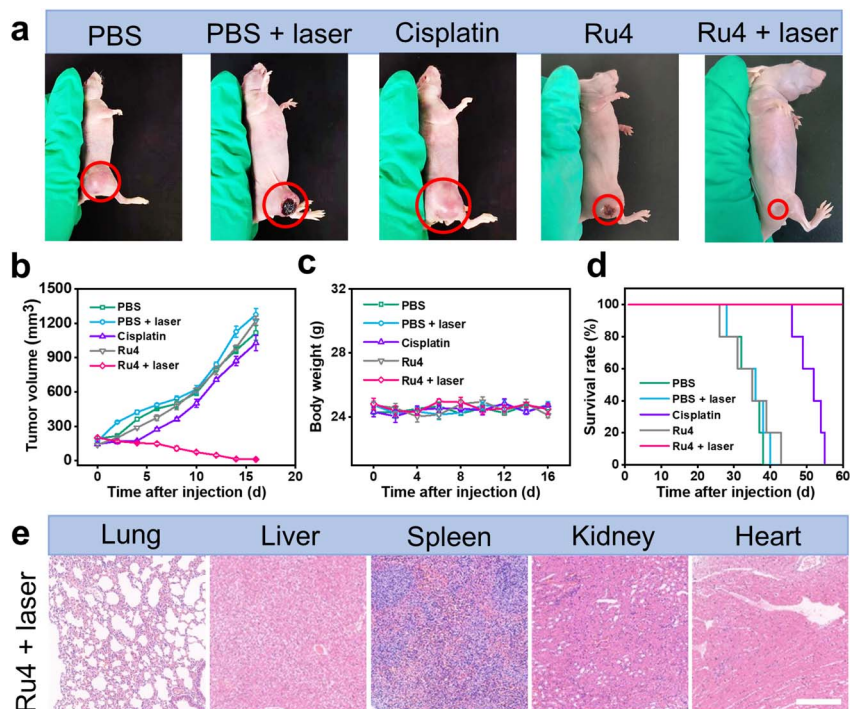 a
PBS PBS + laser Cisplatin Ru4 Ru4 + laser
b
1500
1200
900
600
300
0
Tumor volume (mm³)
PBS
PBS + laser
Cisplatin
Ru4
Ru4 + laser
0 5 10 15 20
Time after injection (d)
c
32
28
24
Body weight (g)
PBS
PBS + laser
Cisplatin
Ru4
Ru4 + laser
0 4 8 12 16
Time after injection (d)
d
100
80
60
40
20
0
Survival rate (%)
PBS
PBS + laser
Cisplatin
Ru4
Ru4 + laser
0 10 20 30 40 50 60
Time after injection (d)
e
Lung Liver Spleen Kidney Heart
Ru4 + laser